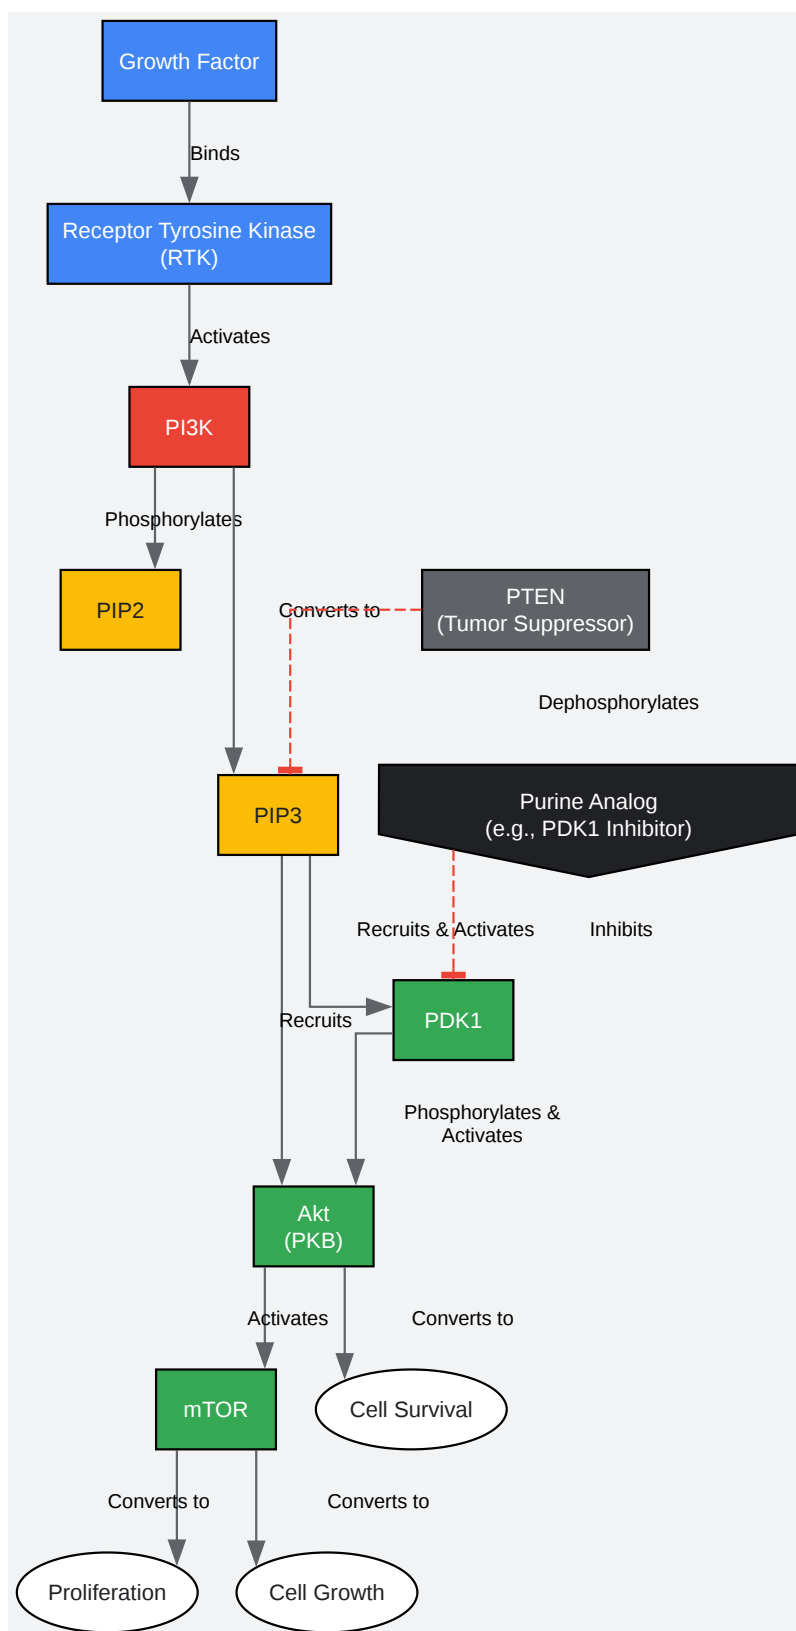 Growth Factor
Binds
Receptor Tyrosine Kinase
(RTK)
Activates
PI3K
Phosphorylates
PIP2
Converts to
PTEN
(Tumor Suppressor)
Dephosphorylates
PIP3
Purine Analog
(e.g., PDK1 Inhibitor)
Recruits & Activates
Inhibits
Recruits
PDK1
Phosphorylates &
Activates
Akt
(PKB)
Activates
Converts to
mTOR
Cell Survival
Converts to
Converts to
Proliferation
Cell Growth